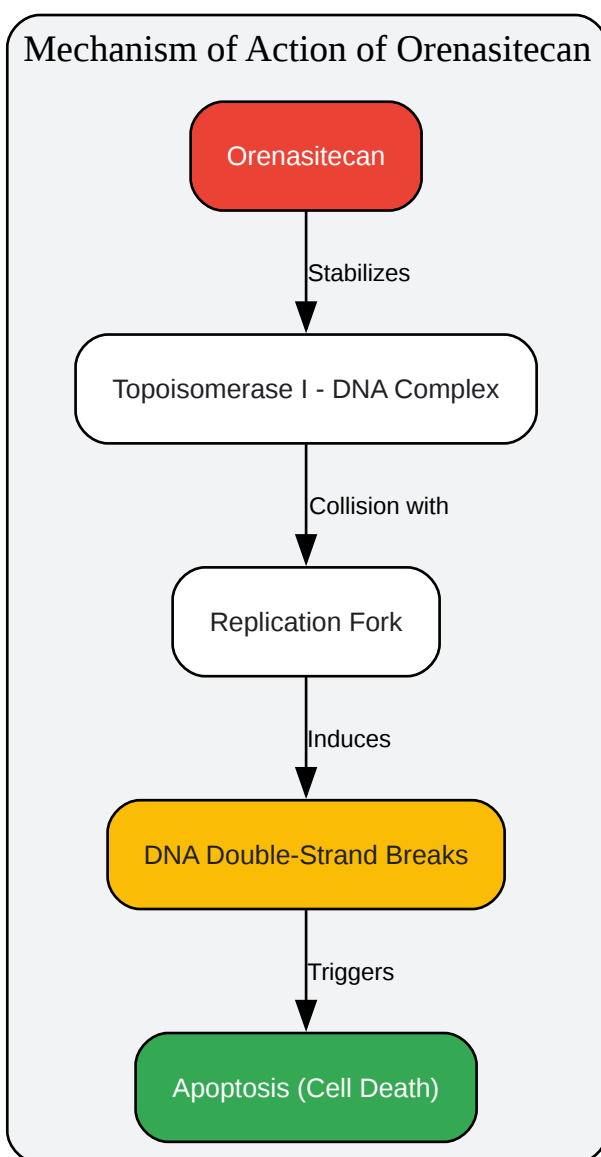 Mechanism of Action of Orenasitecan
Orenasitecan
Stabilizes
Topoisomerase I - DNA Complex
Collision with
Replication Fork
Induces
DNA Double-Strand Breaks
Triggers
Apoptosis (Cell Death)